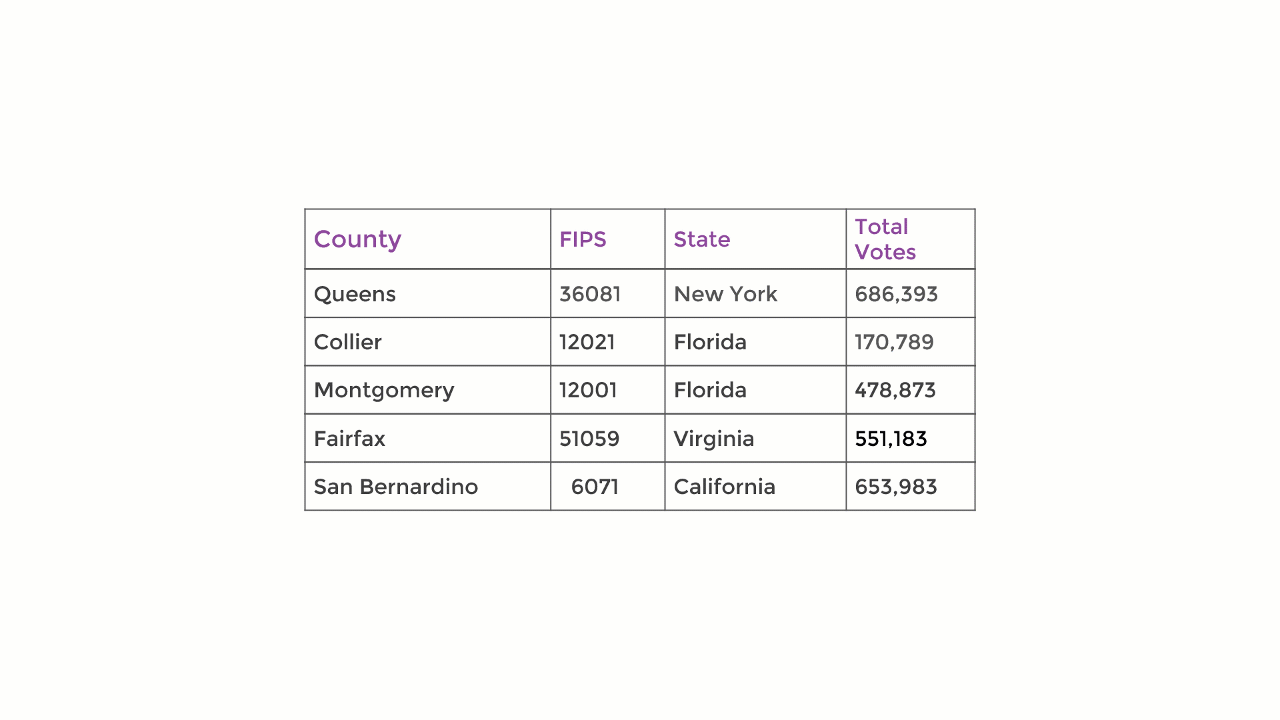 County FIPS State Total Votes
Queens 36081 New York 686,393
Collier 12021 Florida 170,789
Montgomery 12001 Florida 478,873
Fairfax 51059 Virginia 551,183
San Bernardino 6071 California 653,983